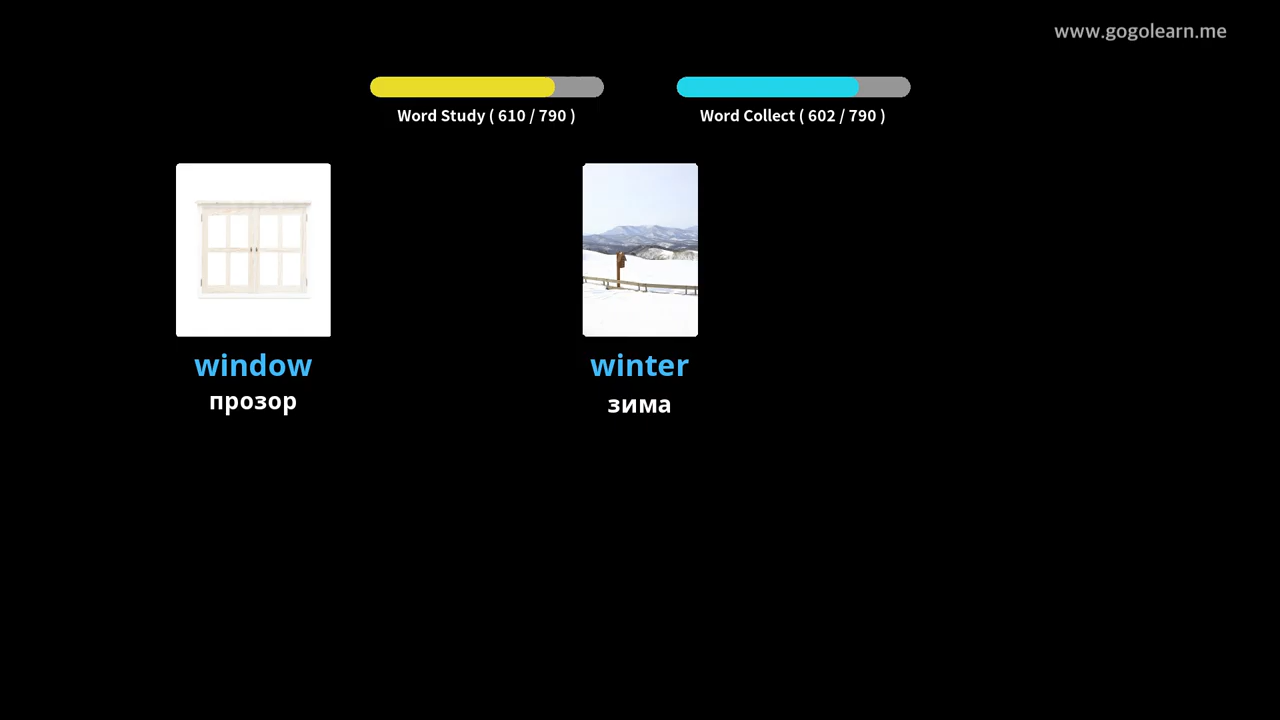 www.gogolearn.me
Word Study ( 610 / 790 )
Word Collect ( 602 / 790 )
window
прозор
winter
зима